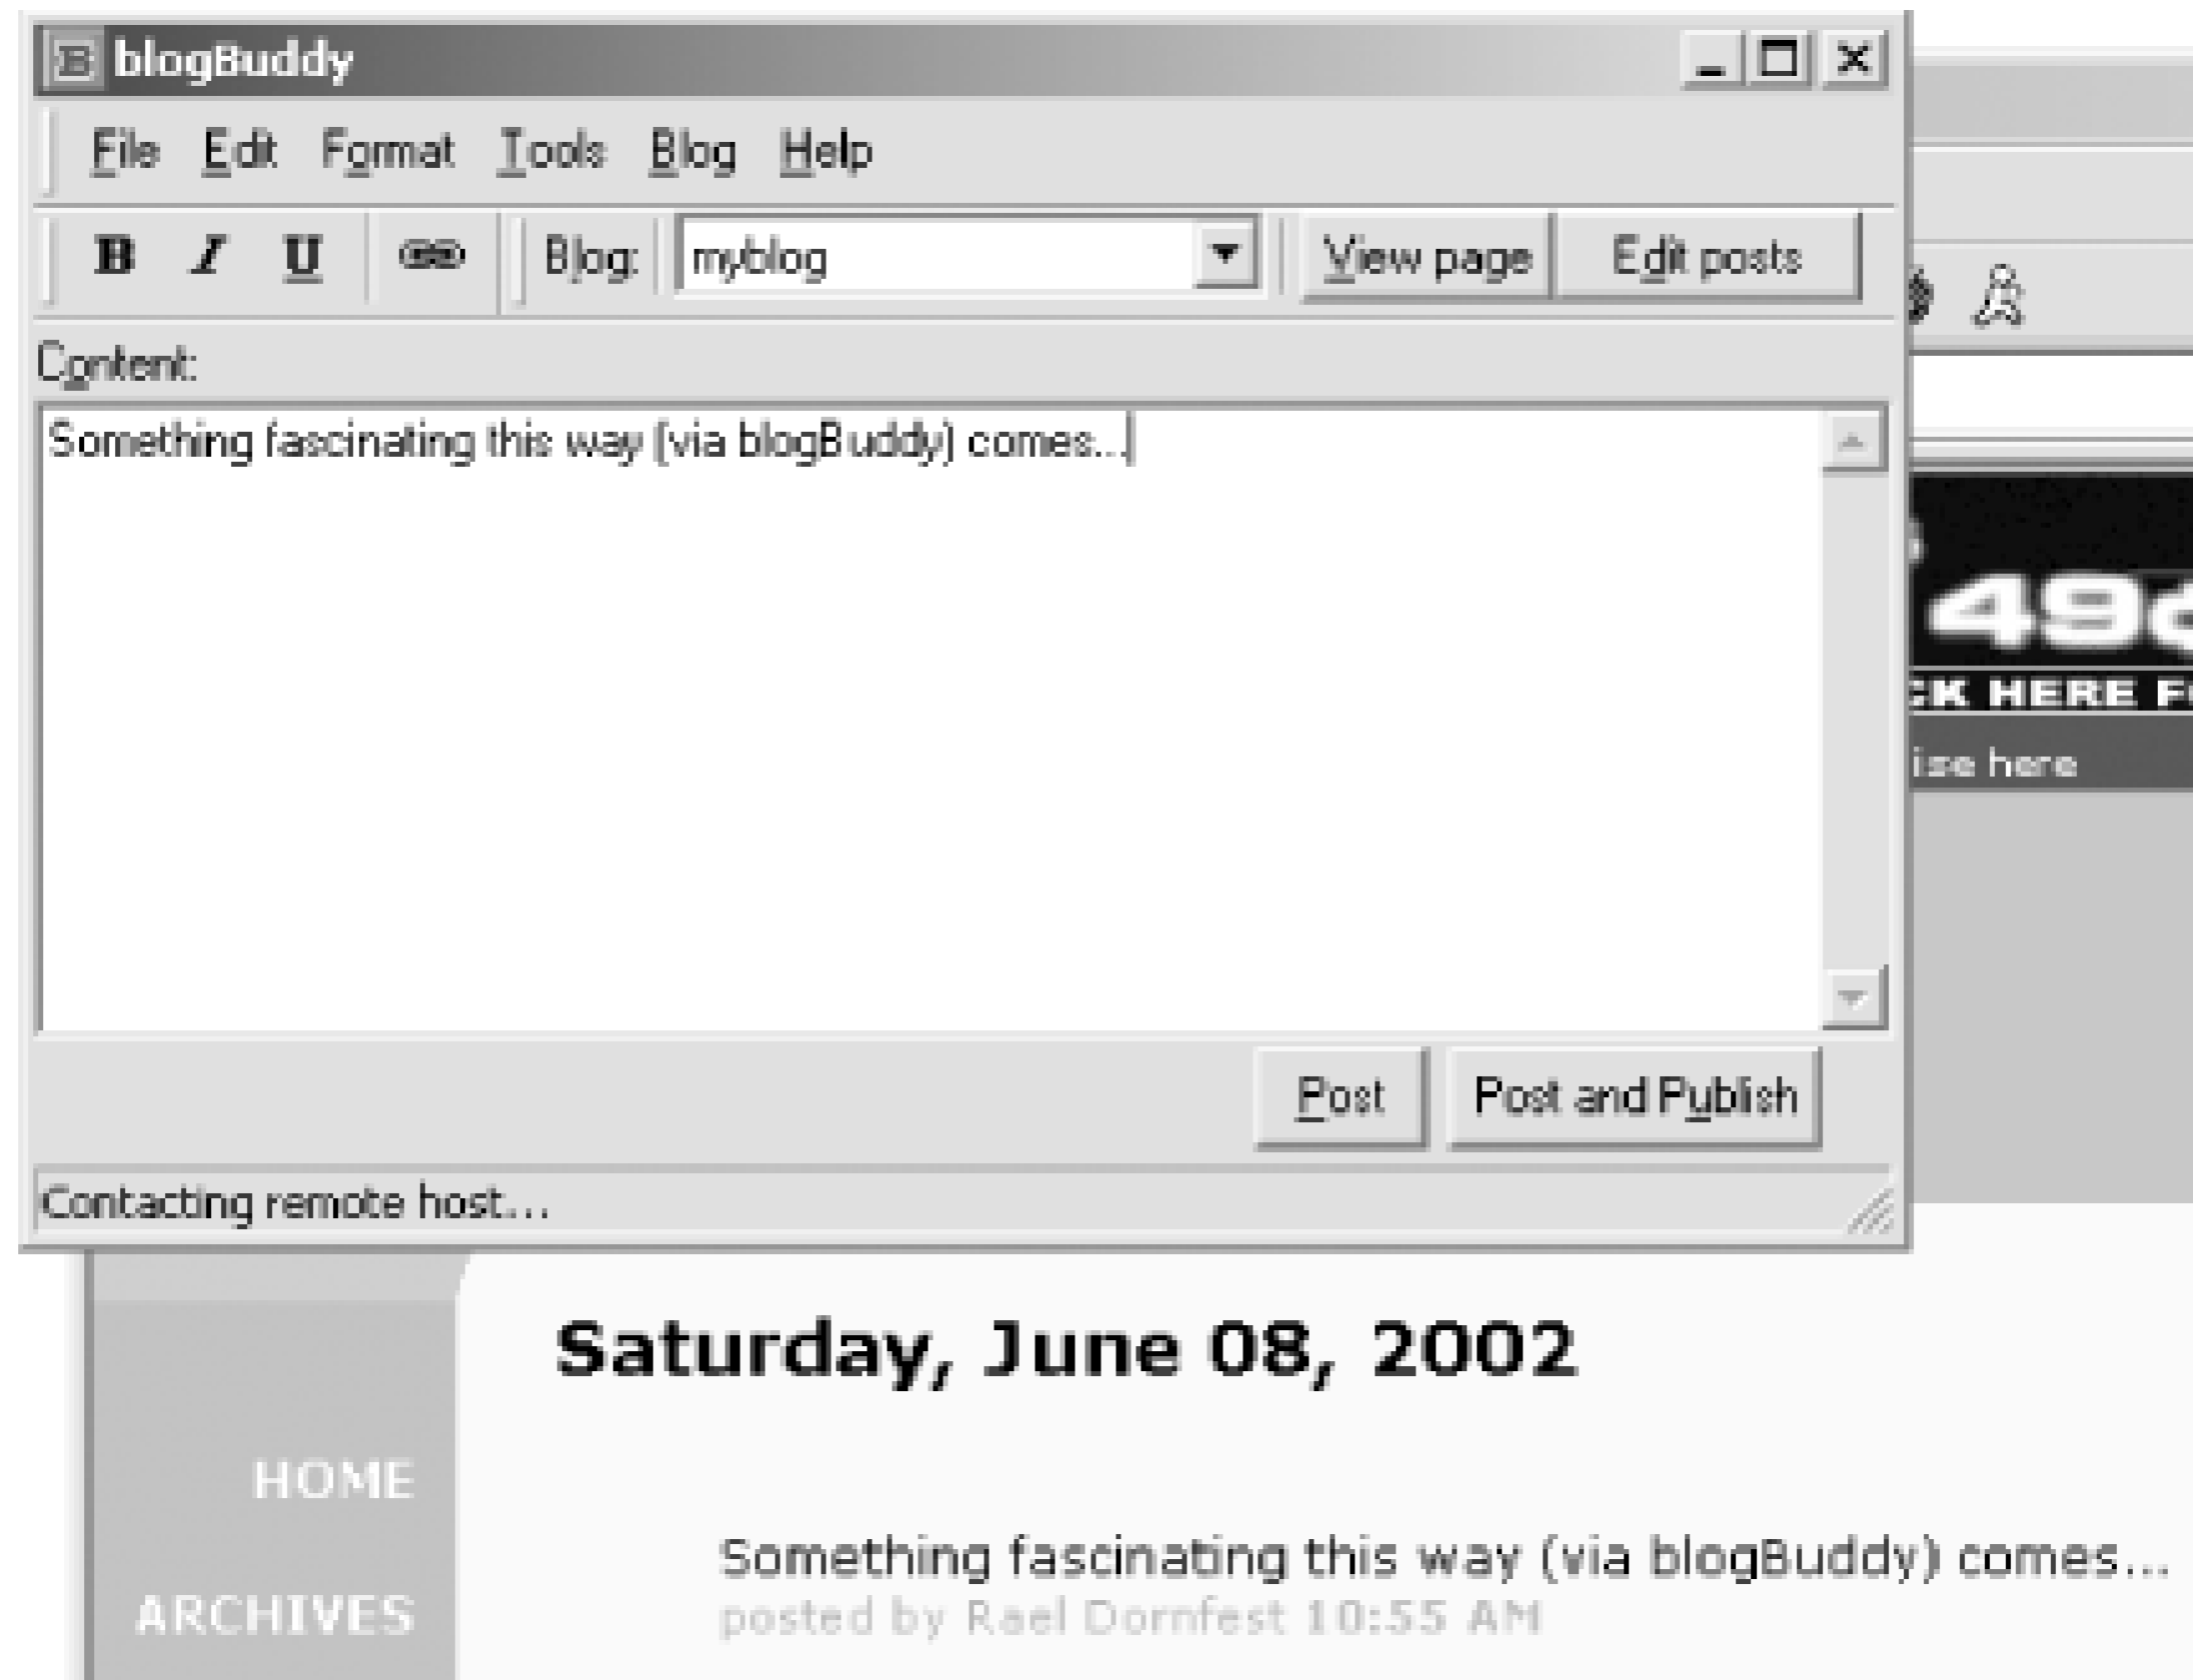 blogBuddy
File Edit Format Tools Blog Help
B I U Blog: myblog View page Edit posts
Content:
Something fascinating this way (via blogBuddy) comes...
49
HERE
here
Post Post and Publish
Contacting remote host...
Saturday, June 08, 2002
HOME
Something fascinating this way (via blogBuddy) comes...
ARCHIVES
posted by Rael Dornfest 10:55 AM